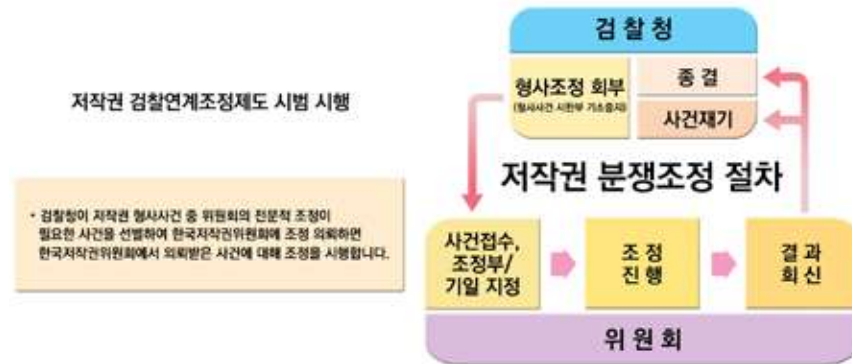 저작권 검찰연계조정제도 시범 시행
• 검찰청이 저작권 형사사건 중 위원회의 전문적 조정이
필요한 사건을 선별하여 한국저작권위원회에 조정 의뢰하면
한국저작권위원회에서 의뢰받은 사건에 대해 조정을 시행합니다.
검찰청
형사조정 회부
(형사사건 시한부 기소중지)
종결
사건재기
저작권 분쟁조정 절차
사건접수,
조정부/
기일 지정
조정
진행
결과
회신
위원회